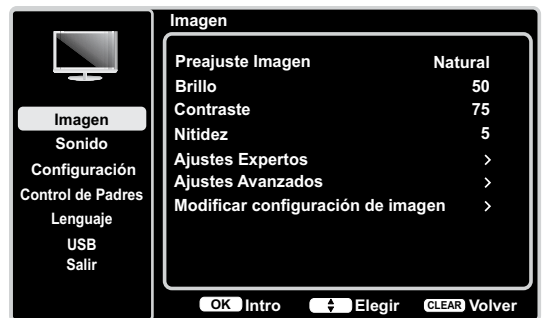 Imagen
Imagen
Sonido
Configuración
Control de Padres
Lenguaje
USB
Salir
Preajuste Imagen Natural
Brillo 50
Contraste 75
Nitidez 5
Ajustes Expertos >
Ajustes Avanzados >
Modificar configuración de imagen >
OK Intro Elegir CLEAR Volver